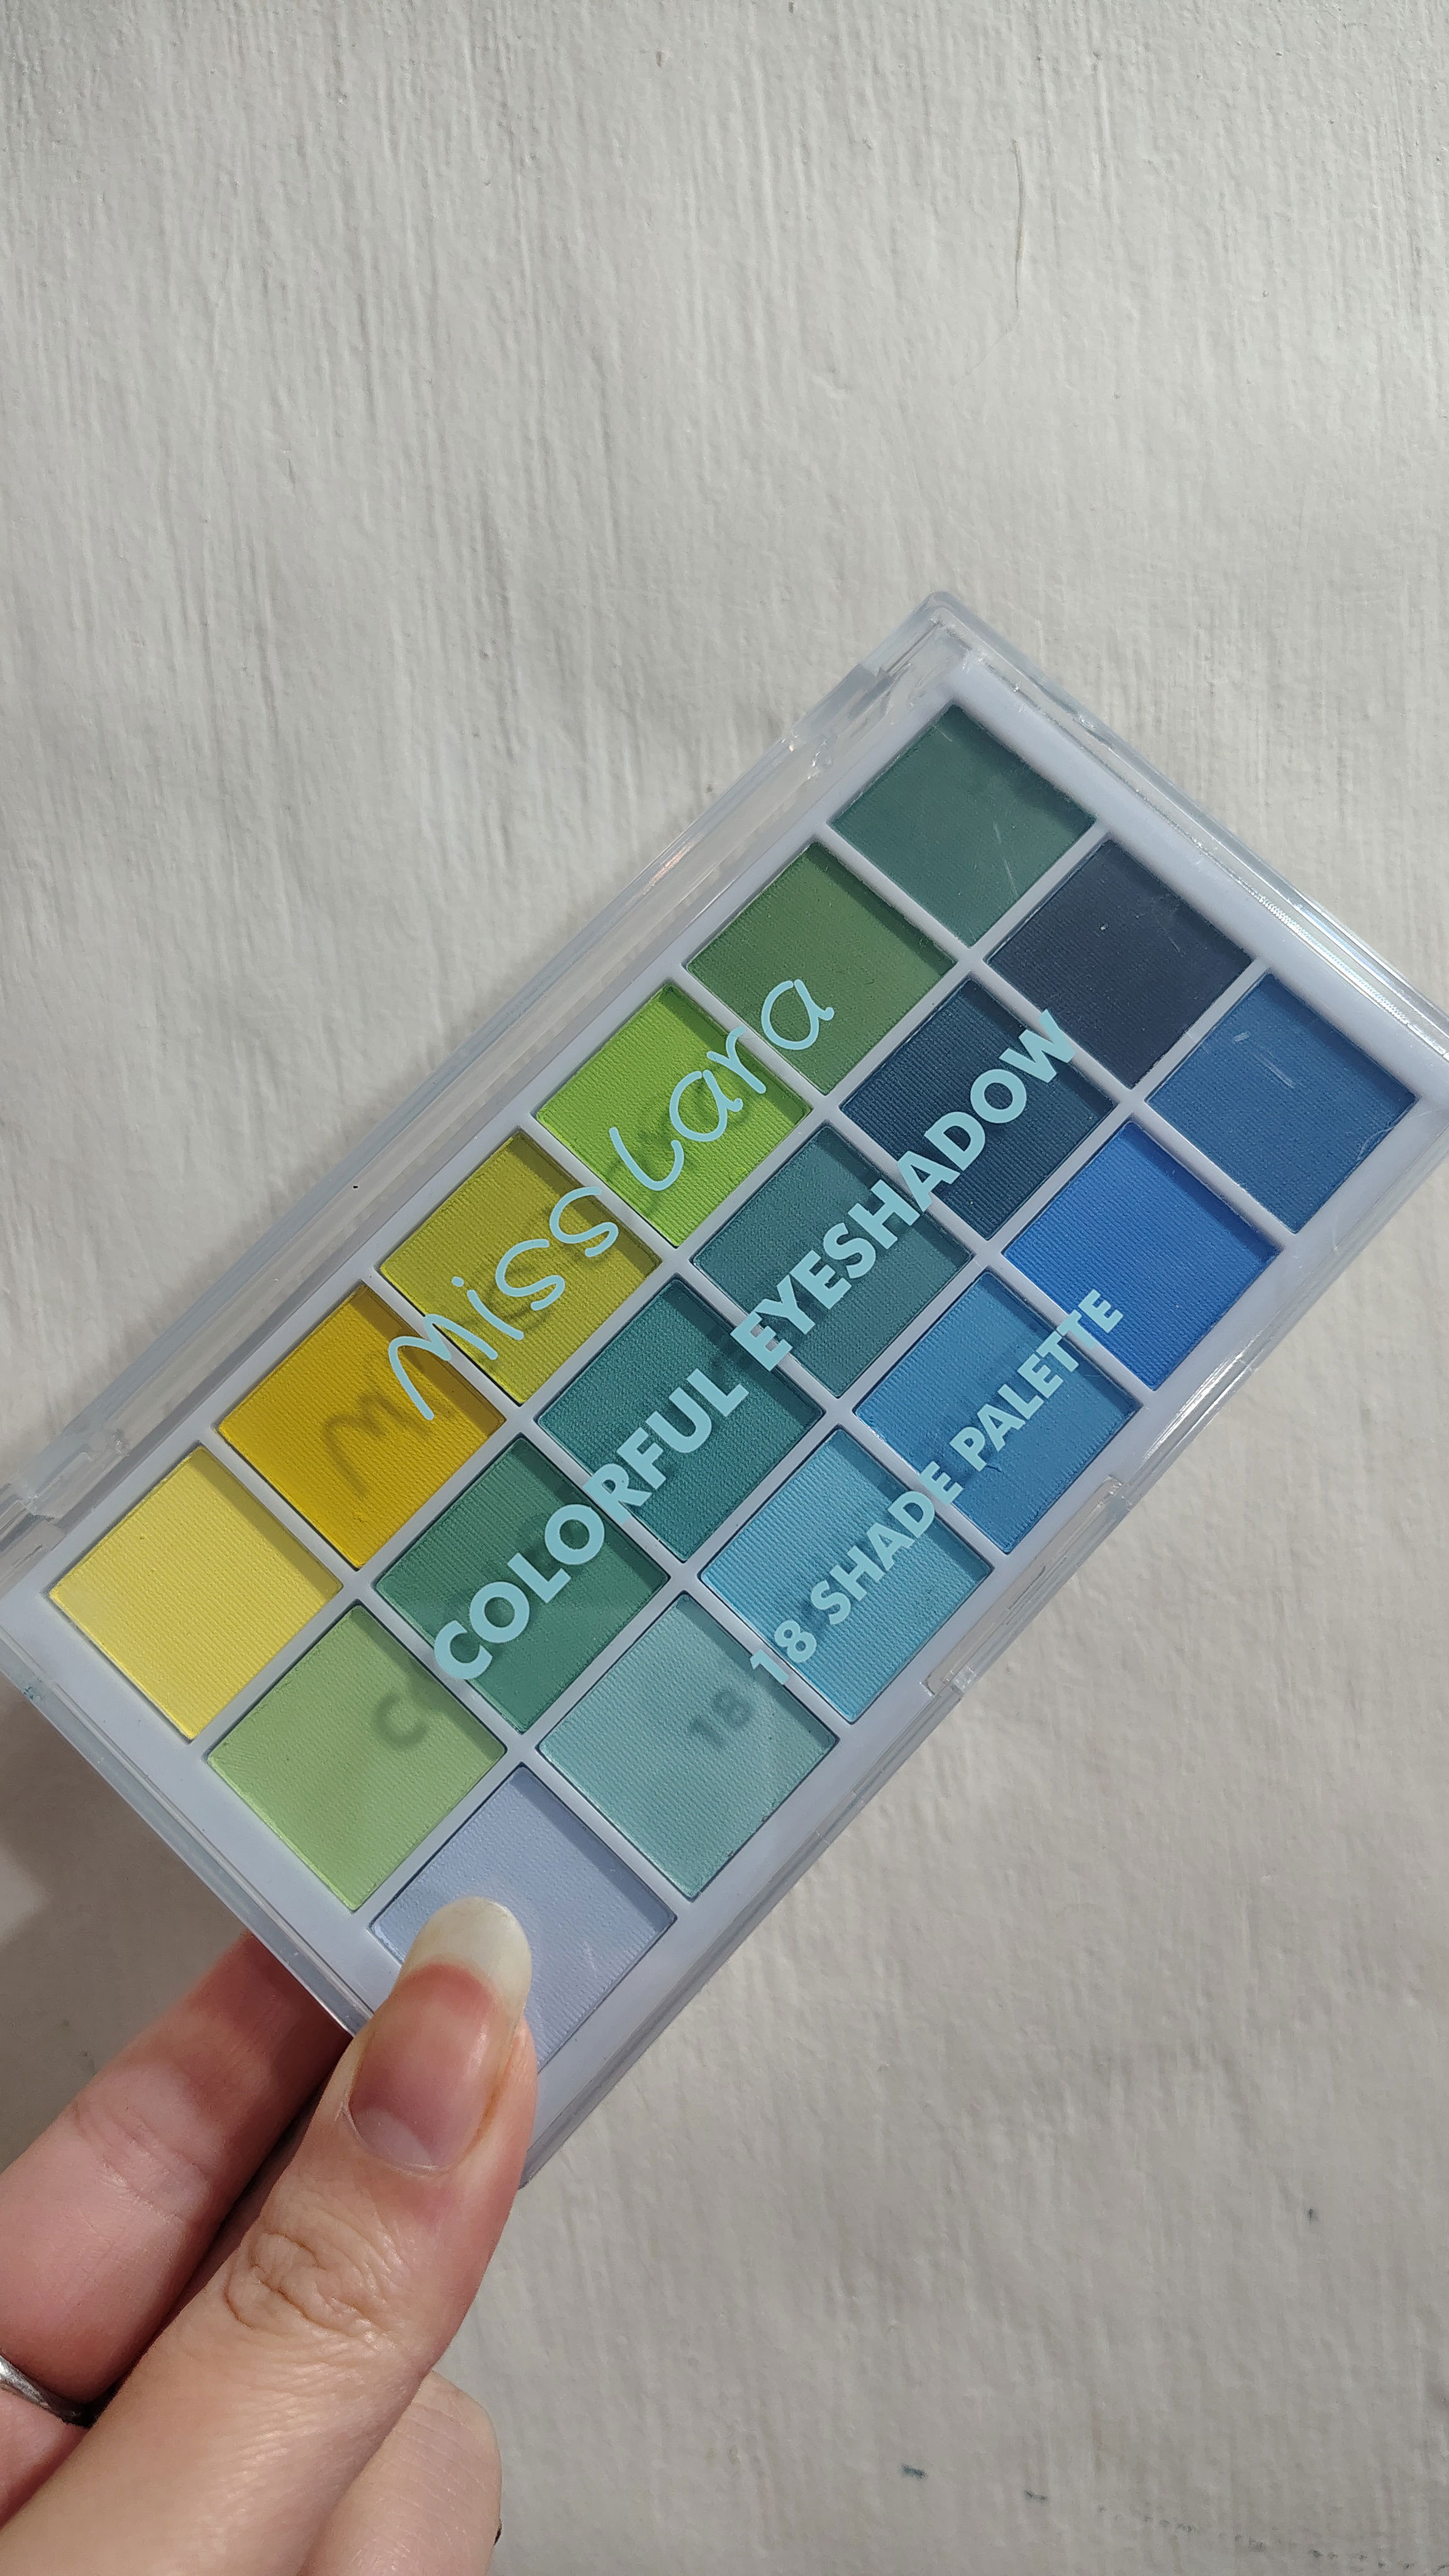 Miss Lara
COLORFUL EYESHADOW
18 SHADE PALETTE